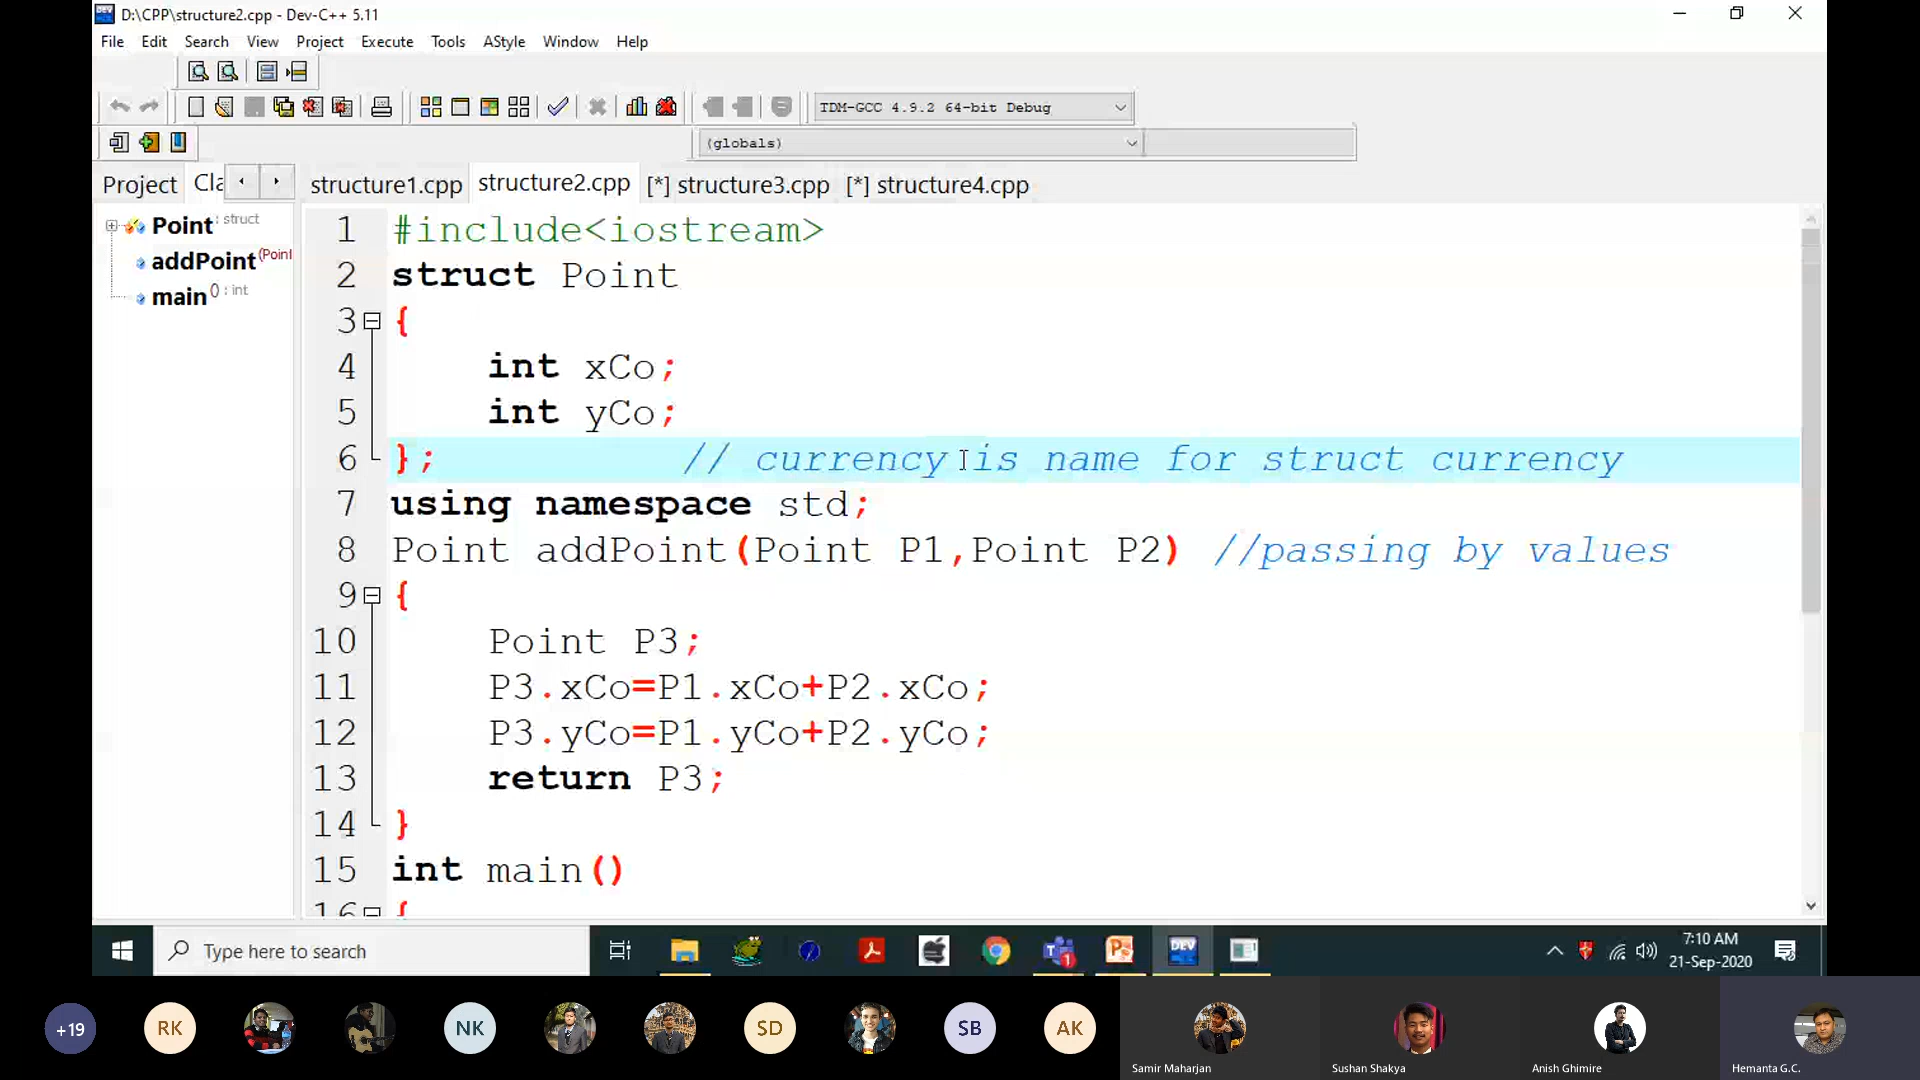 D:\CPP\structure2.cpp - Dev-C++ 5.11
File Edit Search View Project Execute Tools AStyle Window Help
TDM-GCC 4.9.2 64-bit Debug
(globals)
Project Cla structure1.cpp structure2.cpp [*] structure3.cpp [*] structure4.cpp
Point : struct
addPoint (Point
main () : int
1 #include<iostream>
2 struct Point
3 {
4 int xCo;
5 int yCo;
6 }; // currency is name for struct currency
7 using namespace std;
8 Point addPoint(Point P1,Point P2) //passing by values
9 {
10 Point P3;
11 P3.xCo=P1.xCo+P2.xCo;
12 P3.yCo=P1.yCo+P2.yCo;
13 return P3;
14 }
15 int main()
16 {
Type here to search
DEV
1
7:10 AM
21-Sep-2020
+19 RK NK SD SB AK
Samir Maharjan Sushan Shakya Anish Ghimire Hemanta G.C.